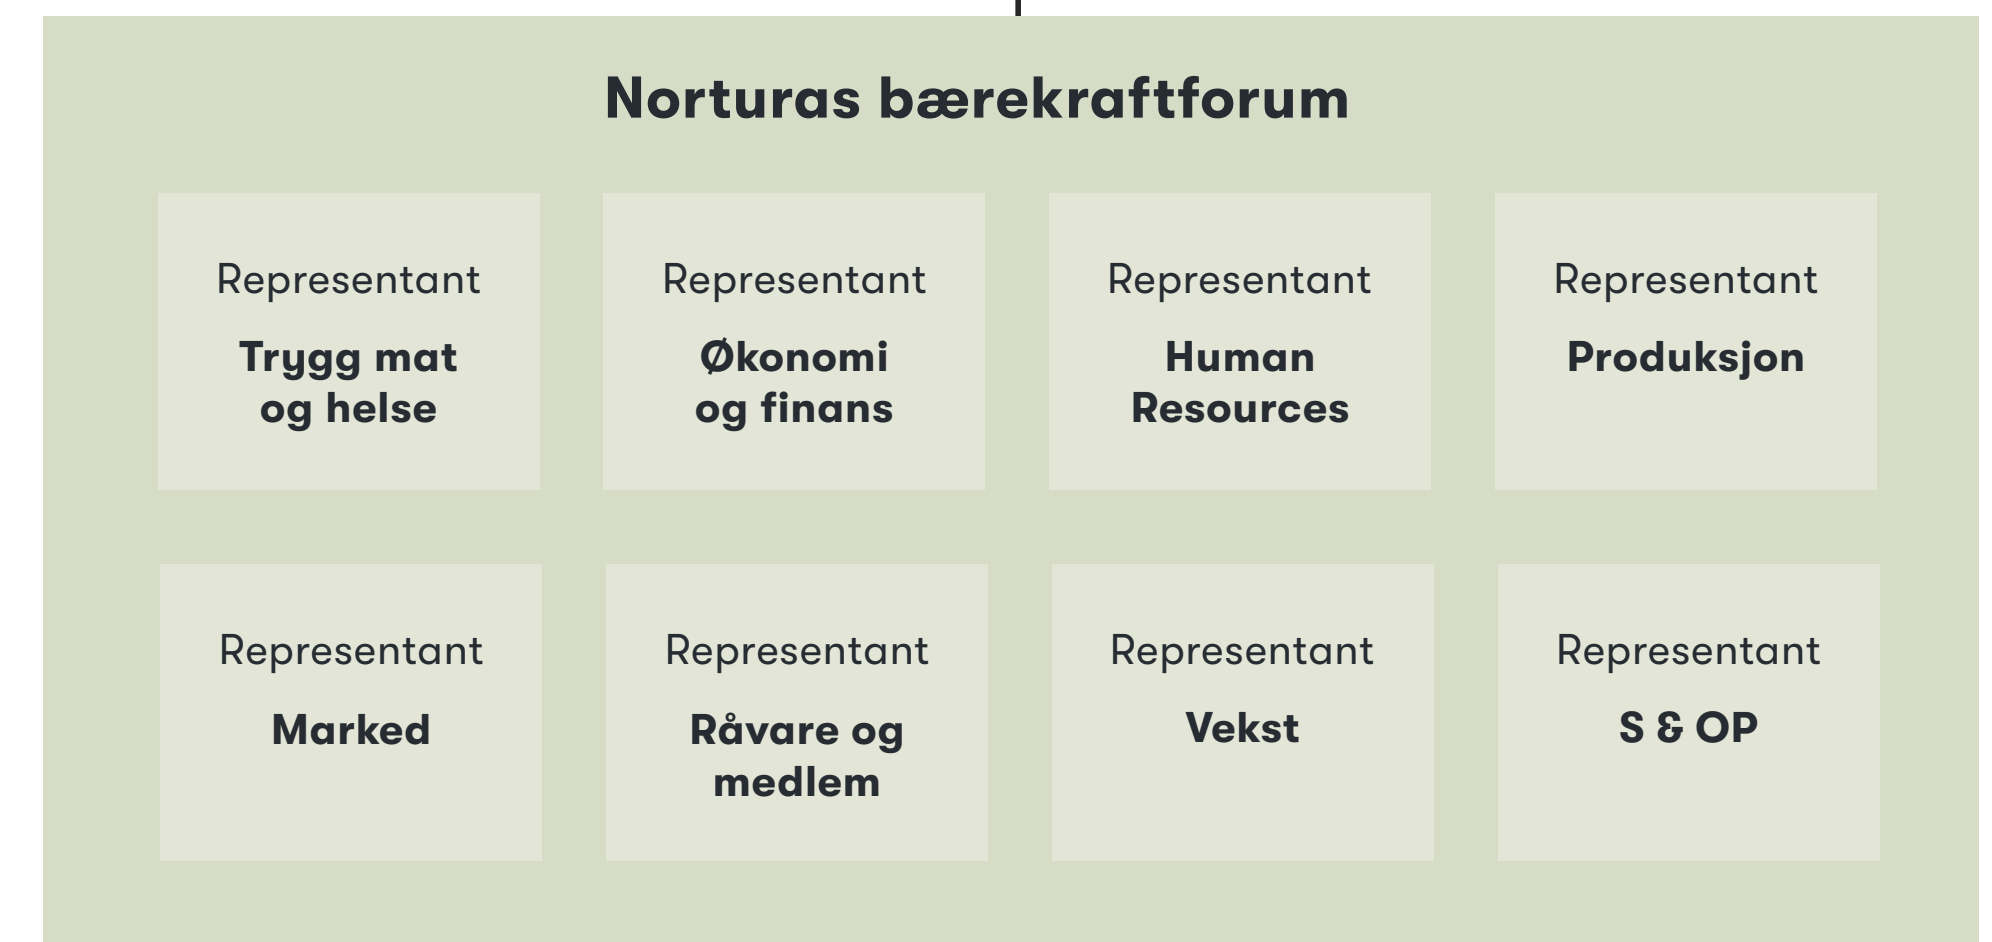 Norturas bærekraftforum
Representant
Trygg mat
og helse
Representant
Økonomi
og finans
Representant
Human
Resources
Representant
Produksjon
Representant
Marked
Representant
Råvare og
medlem
Representant
Vekst
Representant
S & OP